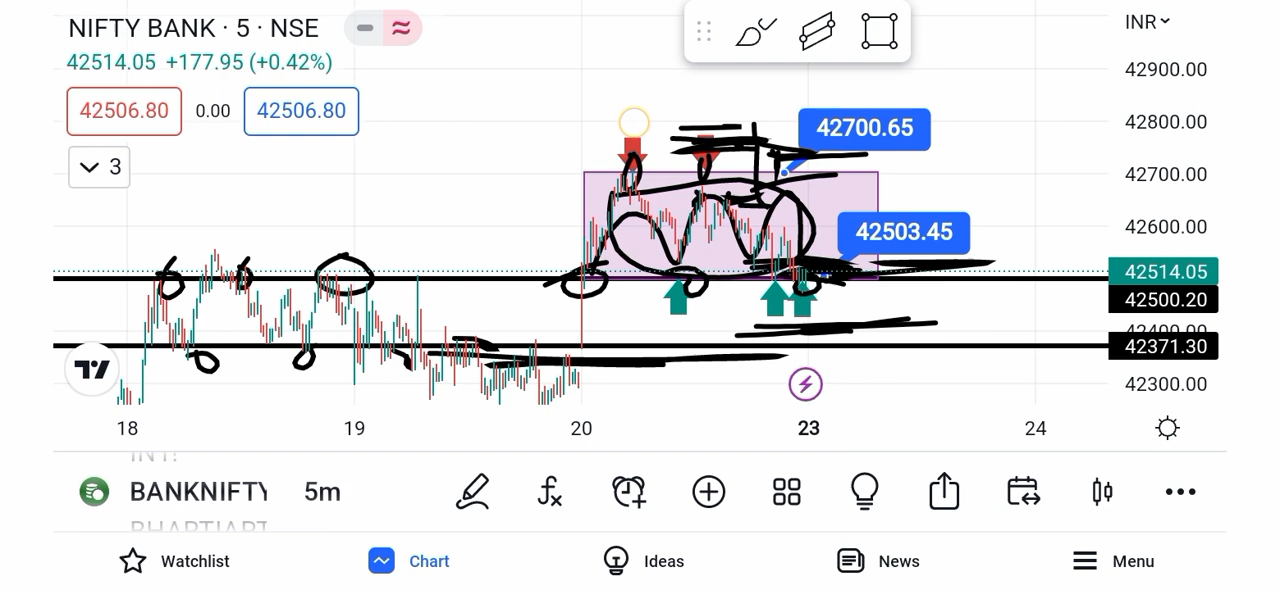 NIFTY BANK · 5 · NSE
INR
42514.05 +177.95 (+0.42%)
42506.80 0.00 42506.80
3
42900.00
42800.00
42700.65
42700.00
42600.00
42503.45
42514.05
42500.20
42400.00
42371.30
42300.00
18 19 20 23 24
BANKNIFTY 5m
Watchlist Chart Ideas News Menu